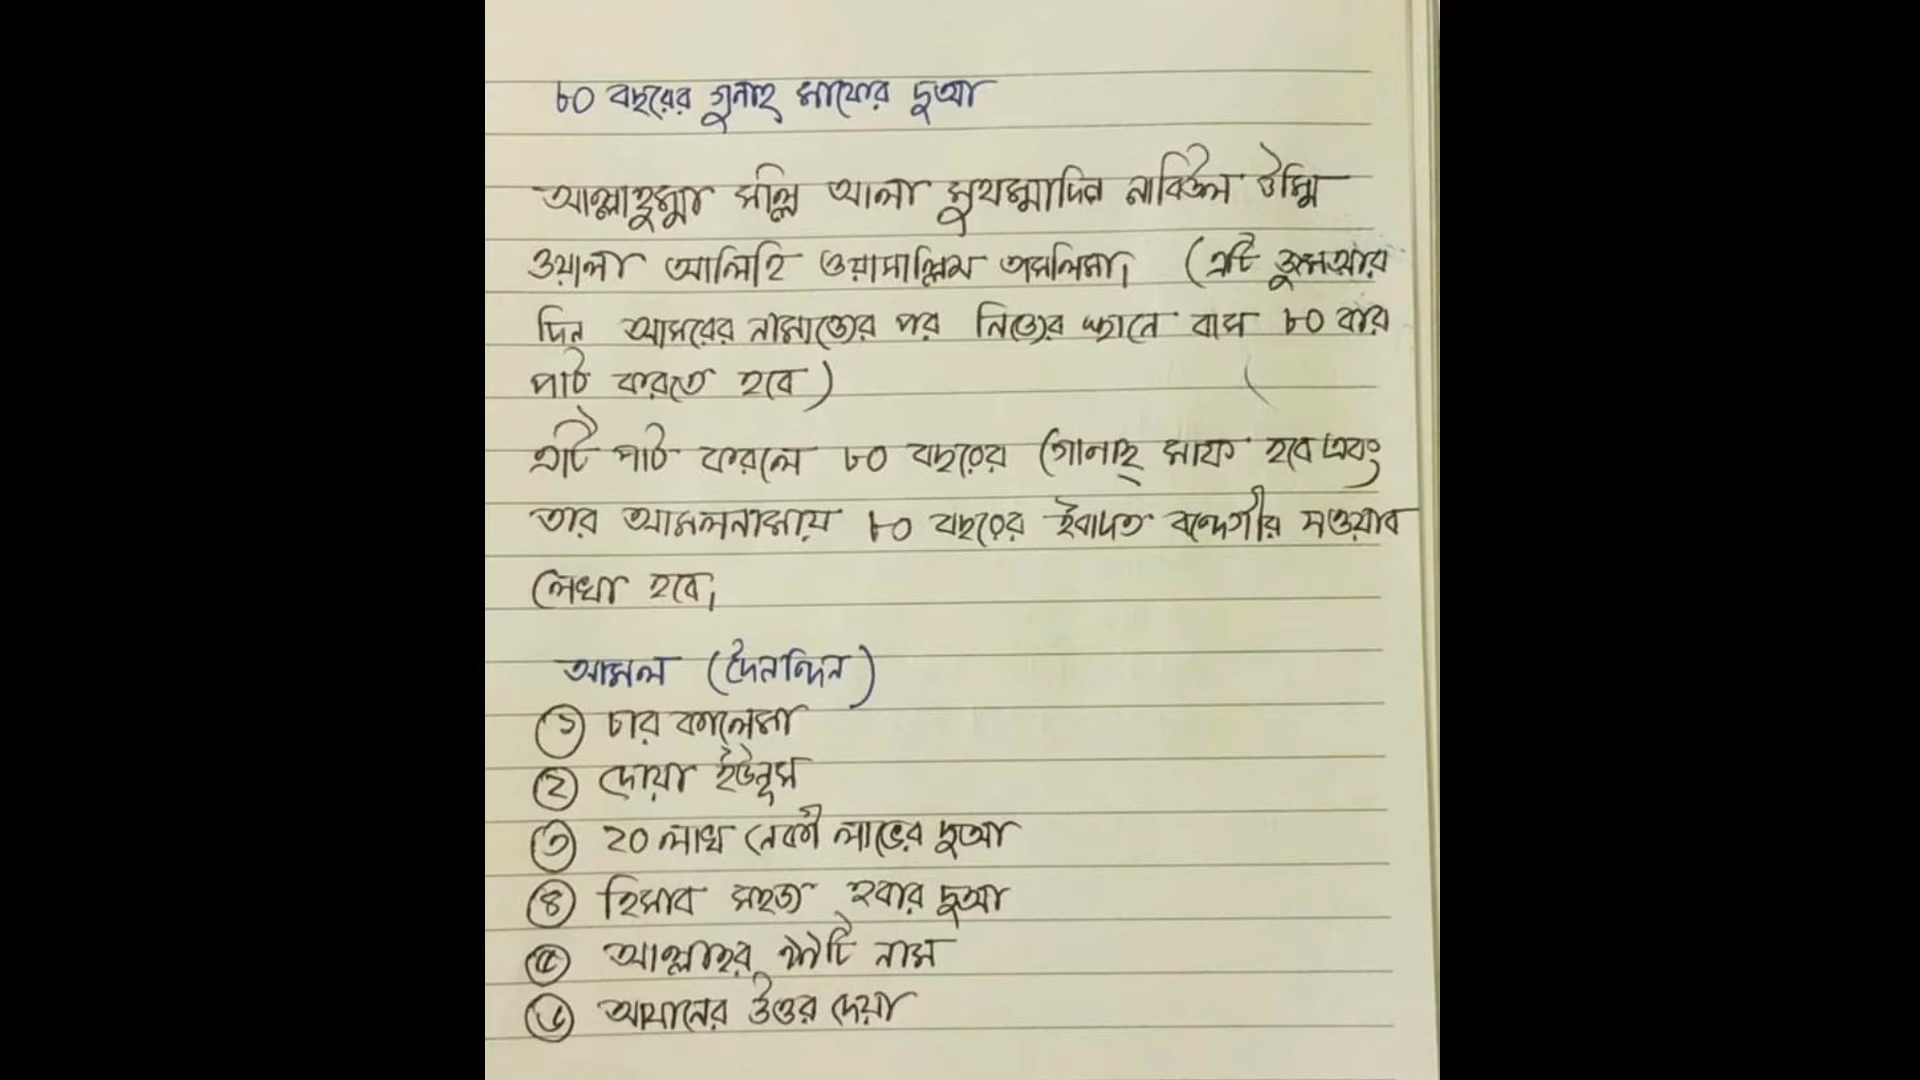 ৮০ বছরের গুনাহ্ মাফের দুআ
আল্লাহুম্মা সল্লি আলা মুহাম্মাদিন নাবিউল উম্মি
ওয়ালা আলিহি ওয়াসাল্লিম তাসলিমা। (এটি জুমআর
দিন আসরের নামাজের পর নিজের স্থানে বসে ৮০ বার
পাঠ করতে হবে)
এটি পাঠ করলে ৮০ বছরের গোনাহ্ মাফ হবে এবং
তার আমলনামায় ৮০ বছরের ইবাদত বন্দেগীর সওয়াব
লেখা হবে।
আমল (দৈনন্দিন)
১ চার কালেমা
২ দোয়া ইউনুস
৩ ২০ লাখ নেকী লাভের দুআ
৪ হিসাব সহজ হবার দুআ
৫ আল্লাহর ৯৯টি নাম
৬ আযানের উত্তর দেয়া